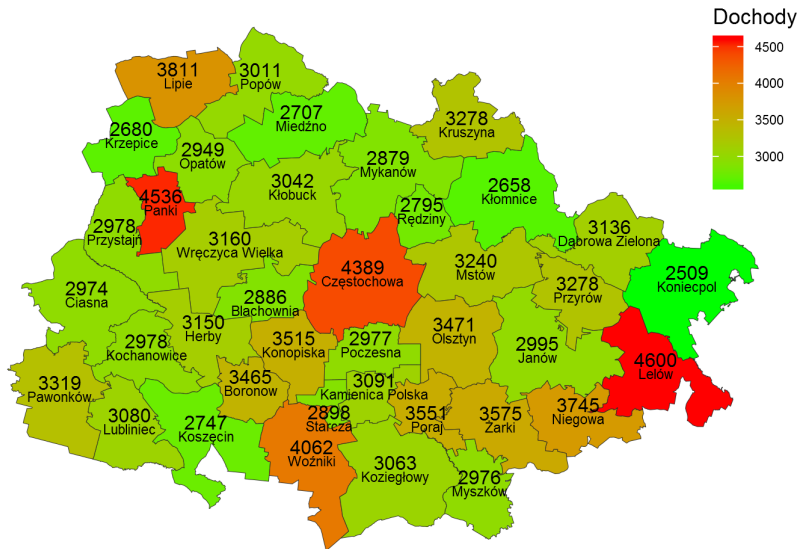 Dochody
4500
4000
3500
3000
3811
Lipie
3011
Popów
2707
Miedźno
3278
Kruszyna
2680
Krzepice
2949
Opatów
2879
Mykanów
4536
Panki
3042
Kłobuck
2795
Rędziny
2658
Kłomnice
2978
Przystajń
3160
Wręczyca Wielka
3136
Dąbrowa Zielona
4389
Częstochowa
3240
Mstów
2509
Koniecpol
2974
Ciasna
2886
Blachownia
3278
Przyrów
3150
Herby
3515
Konopiska
3471
Olsztyn
2978
Kochanowice
2977
Poczesna
2995
Janów
4600
Lelów
3319
Pawonków
3465
Boronow
3091
Kamienica Polska
3080
Lubliniec
2747
Koszęcin
2898
Starcza
3551
Poraj
3575
Żarki
3745
Niegowa
4062
Woźniki
3063
Koziegłowy
2976
Myszków